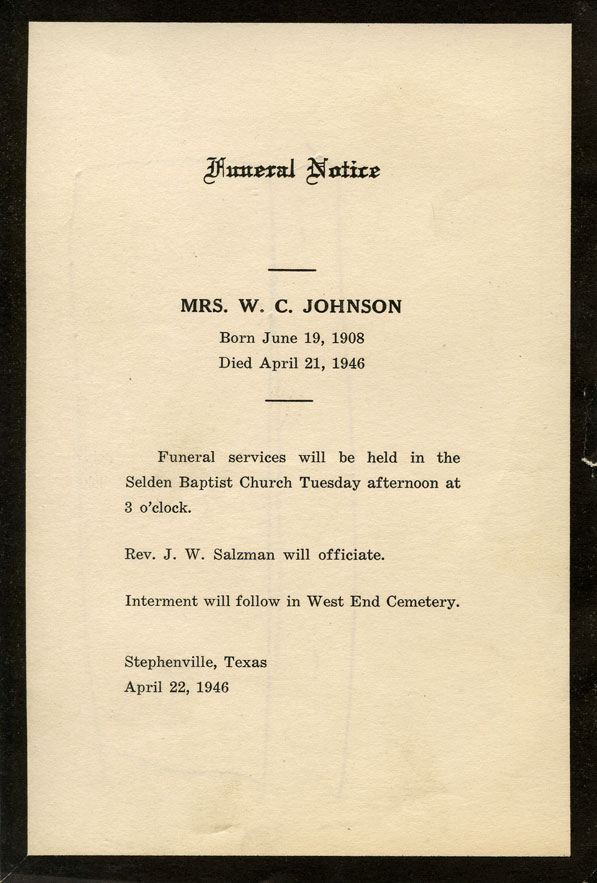 Funeral Notice
MRS. W. C. JOHNSON
Born June 19, 1908
Died April 21, 1946
Funeral services will be held in the
Selden Baptist Church Tuesday afternoon at
3 o'clock.
Rev. J. W. Salzman will officiate.
Interment will follow in West End Cemetery.
Stephenville, Texas
April 22, 1946